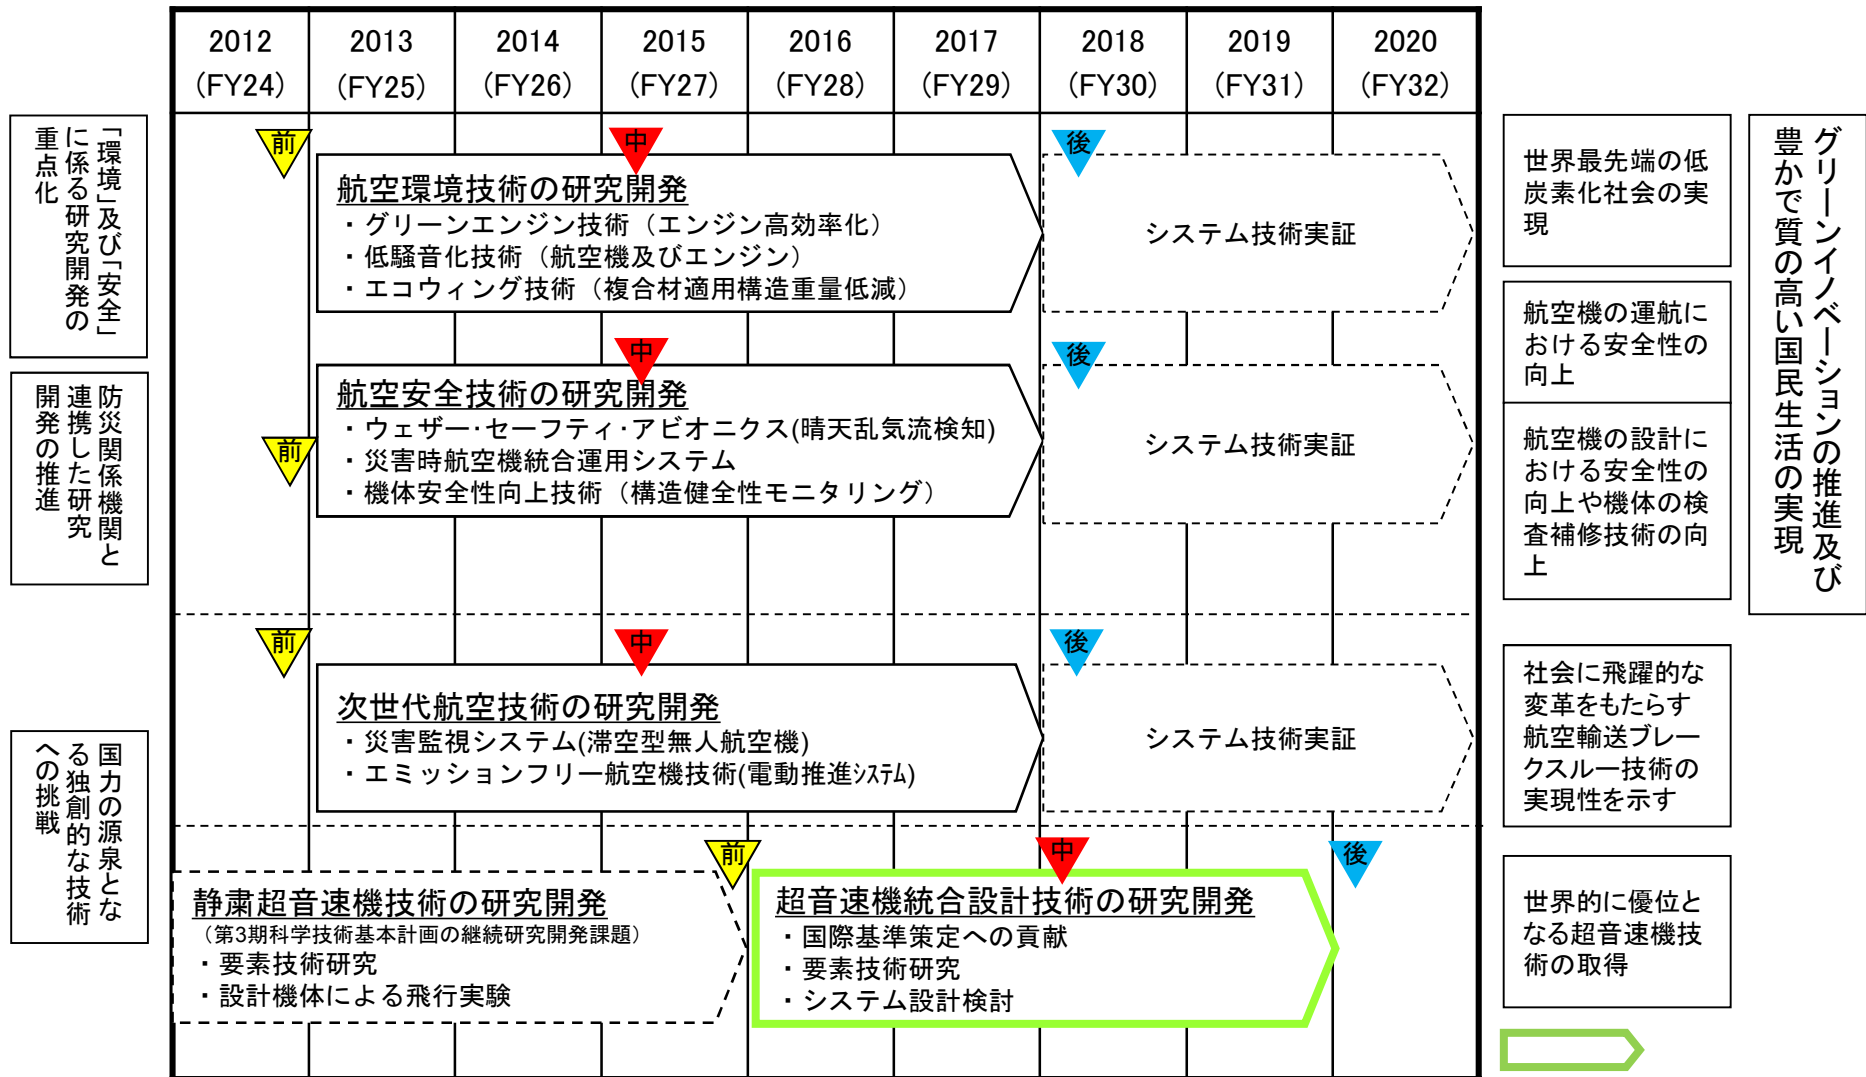 2012
(FY24)
2013
(FY25)
2014
(FY26)
2015
(FY27)
2016
(FY28)
2017
(FY29)
2018
(FY30)
2019
(FY31)
2020
(FY32)
「環境」及び「安全」
に係る研究開発の
重点化
前
中
後
航空環境技術の研究開発
・グリーンエンジン技術（エンジン高効率化）
・低騒音化技術（航空機及びエンジン）
・エコウィング技術（複合材適用構造重量低減）
システム技術実証
世界最先端の低
炭素化社会の実
現
グリーンイノベーションの推進及び
豊かで質の高い国民生活の実現
防災関係機関と
連携した研究
開発の推進
前
中
後
航空安全技術の研究開発
・ウェザー・セーフティ・アビオニクス(晴天乱気流検知)
・災害時航空機統合運用システム
・機体安全性向上技術（構造健全性モニタリング）
システム技術実証
航空機の運航に
おける安全性の
向上
航空機の設計に
おける安全性の
向上や機体の検
査補修技術の向
上
国力の源泉とな
る独創的な技術
への挑戦
前
中
後
次世代航空技術の研究開発
・災害監視システム(滞空型無人航空機)
・エミッションフリー航空機技術(電動推進ｼｽﾃﾑ)
システム技術実証
社会に飛躍的な
変革をもたらす
航空輸送ブレー
クスルー技術の
実現性を示す
前
中
後
静粛超音速機技術の研究開発
（第3期科学技術基本計画の継続研究開発課題）
・要素技術研究
・設計機体による飛行実験
超音速機統合設計技術の研究開発
・国際基準策定への貢献
・要素技術研究
・システム設計検討
世界的に優位と
なる超音速機技
術の取得